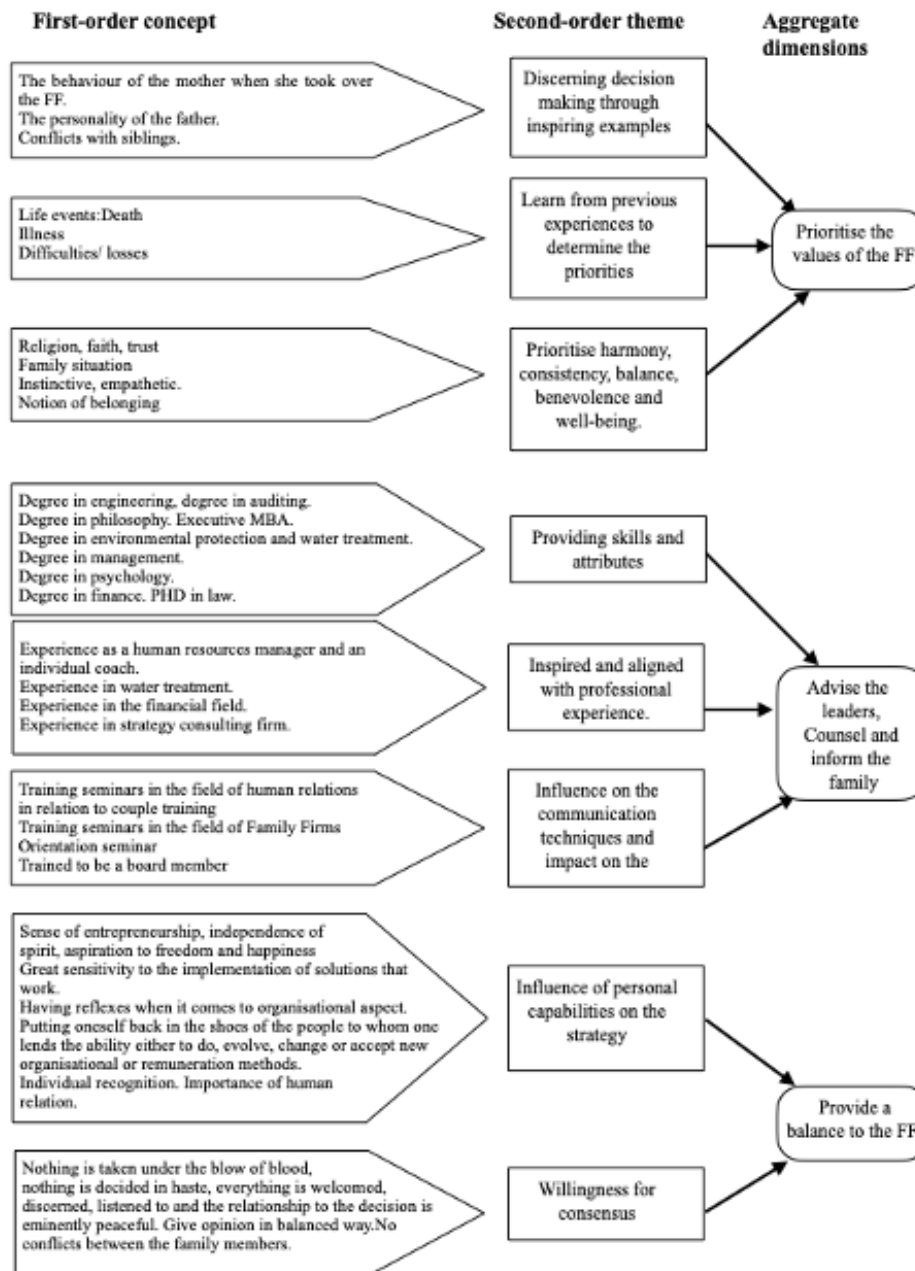 First-order concept
Second-order theme
Aggregate
dimensions
The behaviour of the mother when she took over
the FF.
The personality of the father.
Conflicts with siblings.
Discerning decision
making through
inspiring examples
Life events:Death
Illness
Difficulties/ losses
Learn from previous
experiences to
determine the
priorities
Prioritise the
values of the FF
Religion, faith, trust
Family situation
Instinctive, empathetic.
Notion of belonging
Prioritise harmony,
consistency, balance,
benevolence and
well-being.
Degree in engineering, degree in auditing.
Degree in philosophy. Executive MBA.
Degree in environmental protection and water treatment.
Degree in management.
Degree in psychology.
Degree in finance. PHD in law.
Providing skills and
attributes
Experience as a human resources manager and an
individual coach.
Experience in water treatment.
Experience in the financial field.
Experience in strategy consulting firm.
Inspired and aligned
with professional
experience.
Advise the
leaders,
Counsel and
inform the
family
Training seminars in the field of human relations
in relation to couple training
Training seminars in the field of Family Firms
Orientation seminar
Trained to be a board member
Influence on the
communication
techniques and
impact on the
Sense of entrepreneurship, independence of
spirit, aspiration to freedom and happiness
Great sensitivity to the implementation of solutions that
work.
Having reflexes when it comes to organisational aspect.
Putting oneself back in the shoes of the people to whom one
lends the ability either to do, evolve, change or accept new
organisational or remuneration methods.
Individual recognition. Importance of human
relation.
Influence of personal
capabilities on the
strategy
Provide a
balance to the FF
Nothing is taken under the blow of blood,
nothing is decided in haste, everything is welcomed,
discerned, listened to and the relationship to the decision is
eminently peaceful. Give opinion in balanced way.No
conflicts between the family members.
Willingness for
consensus